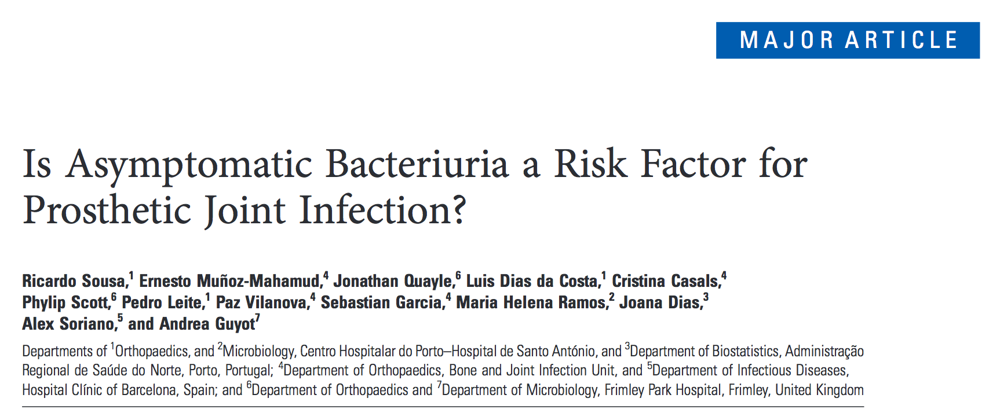 MAJOR ARTICLE
Is Asymptomatic Bacteriuria a Risk Factor for
Prosthetic Joint Infection?
Ricardo Sousa,1 Ernesto Muñoz-Mahamud,4 Jonathan Quayle,6 Luis Dias da Costa,1 Cristina Casals,4
Phylip Scott,6 Pedro Leite,1 Paz Vilanova,4 Sebastian Garcia,4 Maria Helena Ramos,2 Joana Dias,3
Alex Soriano,5 and Andrea Guyot7
Departments of 1Orthopaedics, and 2Microbiology, Centro Hospitalar do Porto–Hospital de Santo António, and 3Department of Biostatistics, Administração
Regional de Saúde do Norte, Porto, Portugal; 4Department of Orthopaedics, Bone and Joint Infection Unit, and 5Department of Infectious Diseases,
Hospital Clínic of Barcelona, Spain; and 6Department of Orthopaedics and 7Department of Microbiology, Frimley Park Hospital, Frimley, United Kingdom